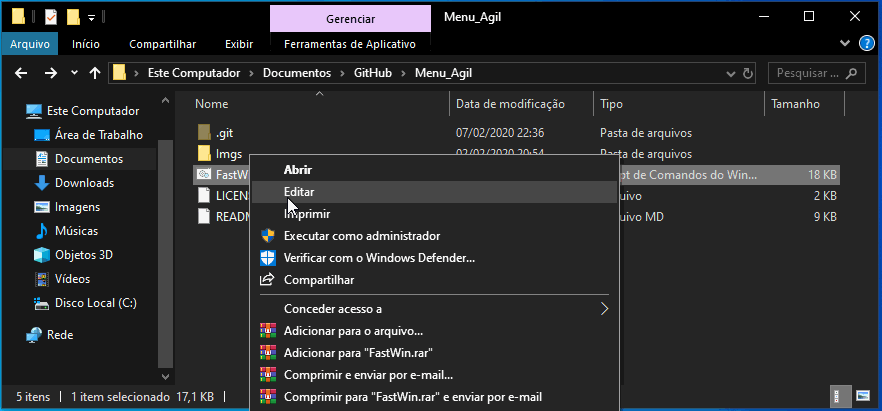 Gerenciar
Menu_Agil
Arquivo Início Compartilhar Exibir Ferramentas de Aplicativo
Este Computador Documentos GitHub Menu_Agil
Pesquisar ...
Este Computador
Área de Trabalho
Documentos
Downloads
Imagens
Músicas
Objetos 3D
Vídeos
Disco Local (C:)
Rede
Nome Data de modificação Tipo Tamanho
.git 07/02/2020 22:36 Pasta de arquivos
Imgs 02/02/2020 20:54 Pasta de arquivos
FastW pt de Comandos do Win... 18 KB
LICEN quivo 2 KB
READM quivo MD 9 KB
Abrir
Editar
Imprimir
Executar como administrador
Verificar com o Windows Defender...
Compartilhar
Conceder acesso a
Adicionar para o arquivo...
Adicionar para "FastWin.rar"
Comprimir e enviar por e-mail...
Comprimir para "FastWin.rar" e enviar por e-mail
5 itens 1 item selecionado 17,1 KB